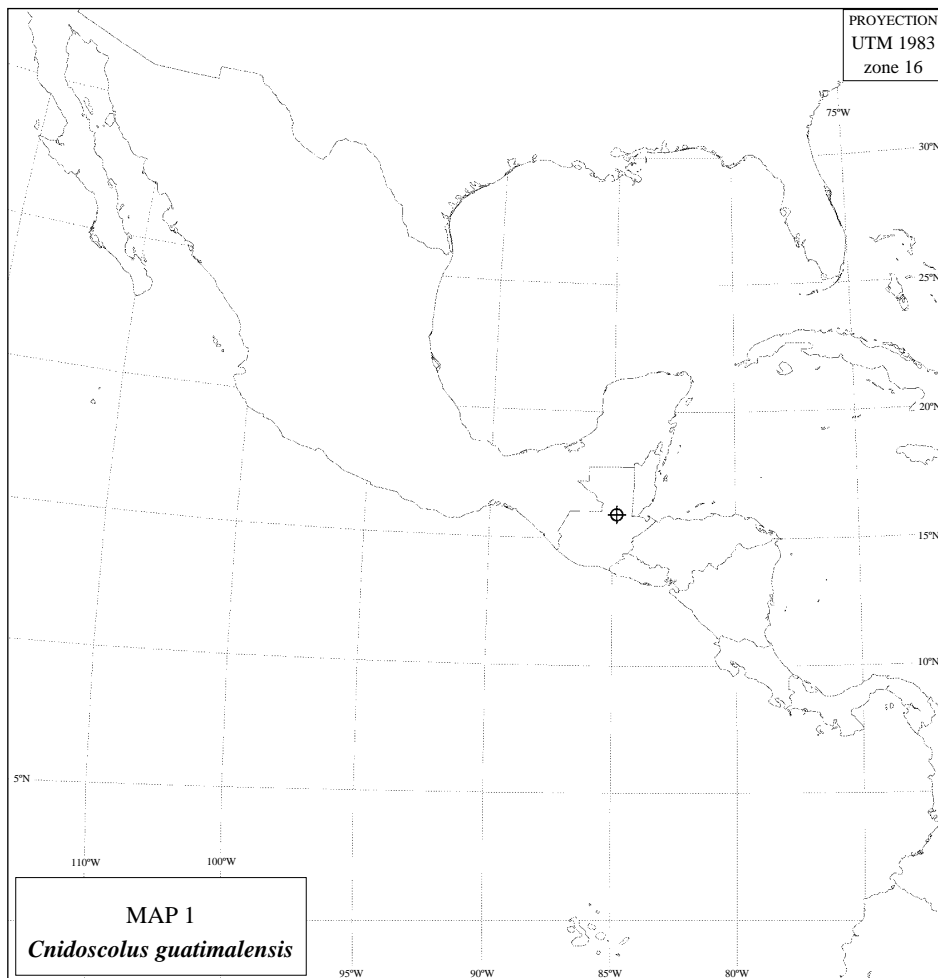 PROYECTION
UTM 1983
zone 16
75ºW
30ºN
25ºN
20ºN
15ºN
10ºN
5ºN
110ºW
100ºW
MAP 1
Cnidoscolus guatimalensis
95ºW
90ºW
85ºW
80ºW